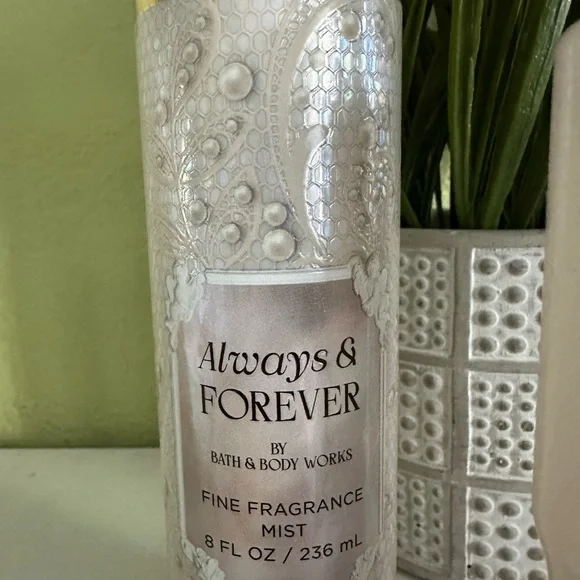 Always &
FOREVER
BY
BATH & BODY WORKS
FINE FRAGRANCE
MIST
8 FL OZ / 236 mL